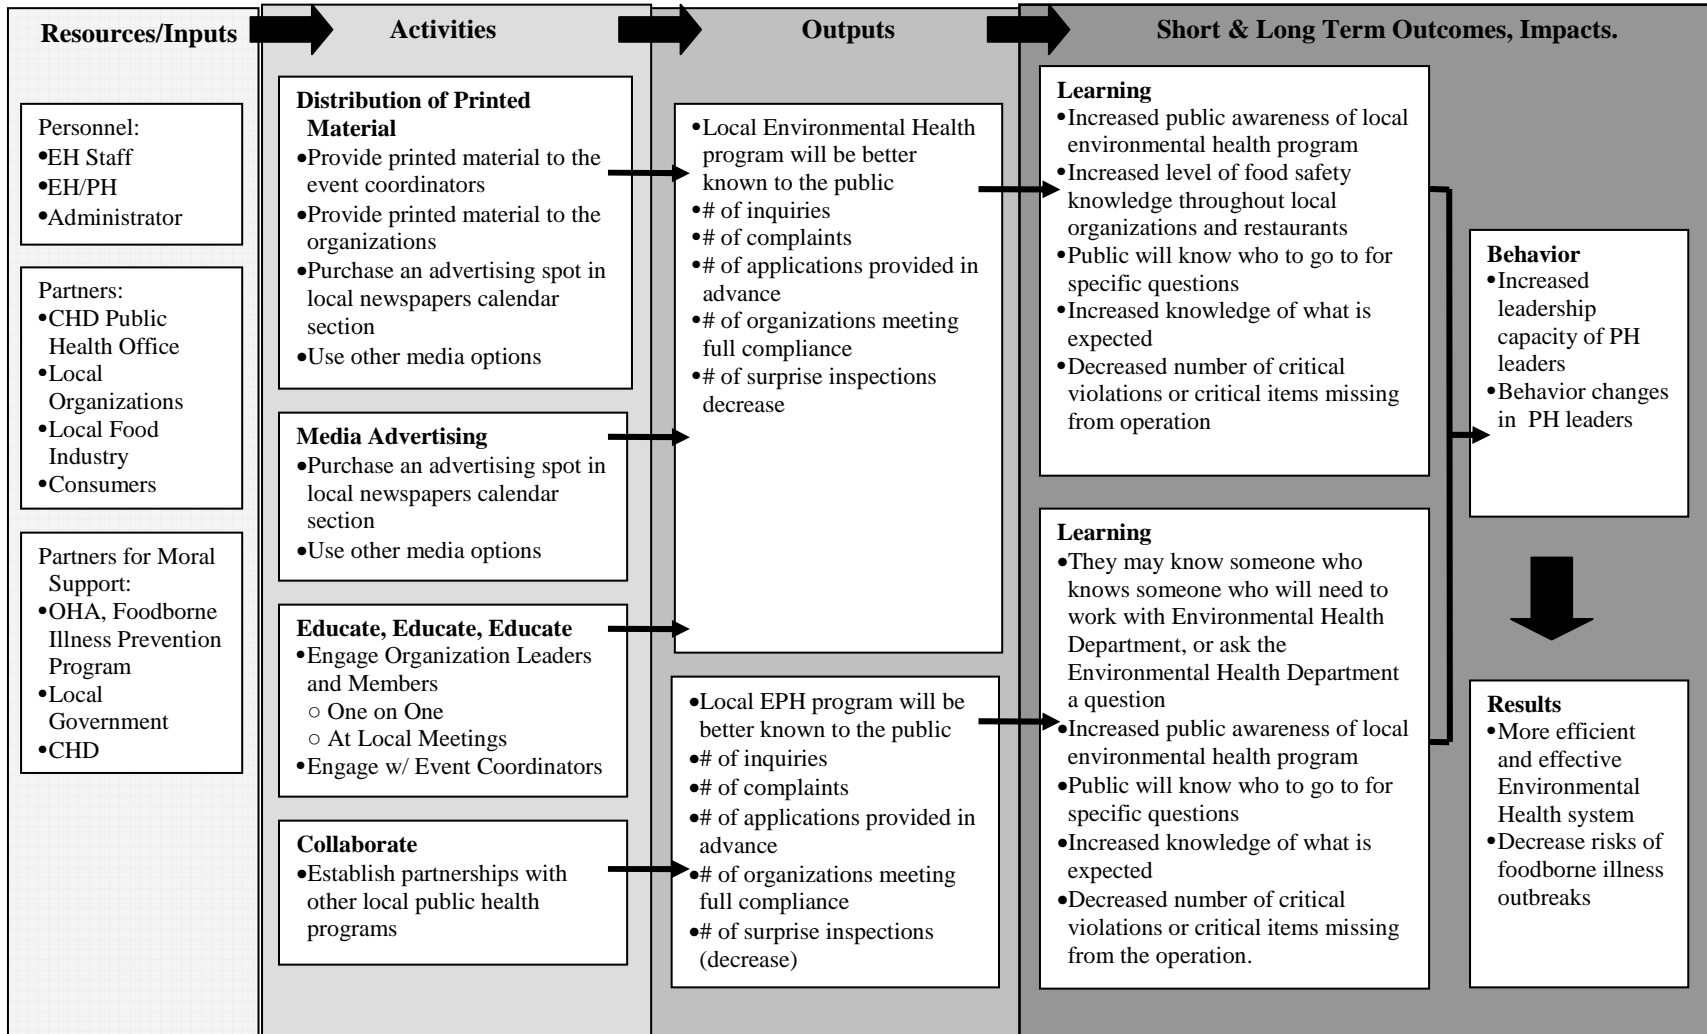 Resources/Inputs
Activities
Outputs
Short & Long Term Outcomes, Impacts.
Personnel:
•EH Staff
•EH/PH
•Administrator
Partners:
•CHD Public
Health Office
•Local
Organizations
•Local Food
Industry
•Consumers
Partners for Moral
Support:
•OHA, Foodborne
Illness Prevention
Program
•Local
Government
•CHD
Distribution of Printed
Material
•Provide printed material to the
event coordinators
•Provide printed material to the
organizations
•Purchase an advertising spot in
local newspapers calendar
section
•Use other media options
Media Advertising
•Purchase an advertising spot in
local newspapers calendar
section
•Use other media options
Educate, Educate, Educate
•Engage Organization Leaders
and Members
○ One on One
○ At Local Meetings
•Engage w/ Event Coordinators
Collaborate
•Establish partnerships with
other local public health
programs
•Local Environmental Health
program will be better
known to the public
•# of inquiries
•# of complaints
•# of applications provided in
advance
•# of organizations meeting
full compliance
•# of surprise inspections
decrease
•Local EPH program will be
better known to the public
•# of inquiries
•# of complaints
•# of applications provided in
advance
•# of organizations meeting
full compliance
•# of surprise inspections
(decrease)
Learning
•Increased public awareness of local
environmental health program
•Increased level of food safety
knowledge throughout local
organizations and restaurants
•Public will know who to go to for
specific questions
•Increased knowledge of what is
expected
•Decreased number of critical
violations or critical items missing
from operation
Learning
•They may know someone who
knows someone who will need to
work with Environmental Health
Department, or ask the
Environmental Health Department
a question
•Increased public awareness of local
environmental health program
•Public will know who to go to for
specific questions
•Increased knowledge of what is
expected
•Decreased number of critical
violations or critical items missing
from the operation.
Behavior
•Increased
leadership
capacity of PH
leaders
•Behavior changes
in PH leaders
Results
•More efficient
and effective
Environmental
Health system
•Decrease risks of
foodborne illness
outbreaks